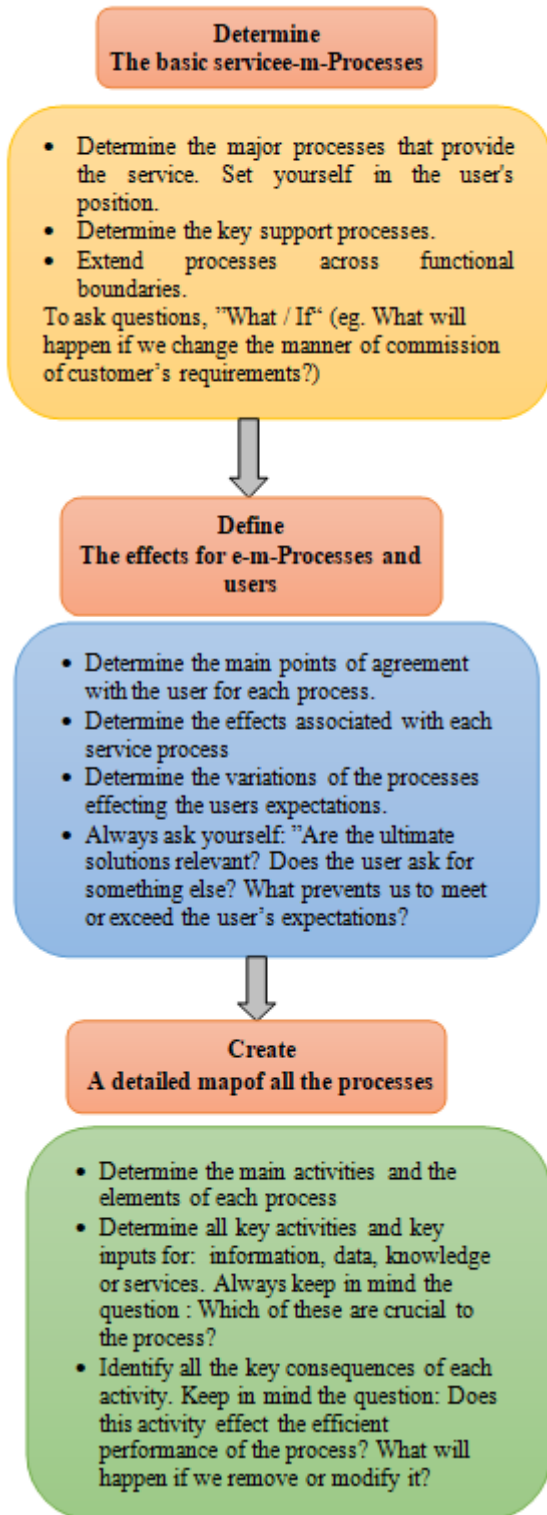 Determine
The basic servicee-m-Processes
• Determine the major processes that provide
the service. Set yourself in the user's
position.
• Determine the key support processes.
• Extend processes across functional
boundaries.
To ask questions, ”What / If“ (eg. What will
happen if we change the manner of commission
of customer’s requirements?)
Define
The effects for e-m-Processes and
users
• Determine the main points of agreement
with the user for each process.
• Determine the effects associated with each
service process
• Determine the variations of the processes
effecting the users expectations.
• Always ask yourself: ”Are the ultimate
solutions relevant? Does the user ask for
something else? What prevents us to meet
or exceed the user’s expectations?
Create
A detailed mapof all the processes
• Determine the main activities and the
elements of each process
• Determine all key activities and key
inputs for: information, data, knowledge
or services. Always keep in mind the
question : Which of these are crucial to
the process?
• Identify all the key consequences of each
activity. Keep in mind the question: Does
this activity effect the efficient
performance of the process? What will
happen if we remove or modify it?